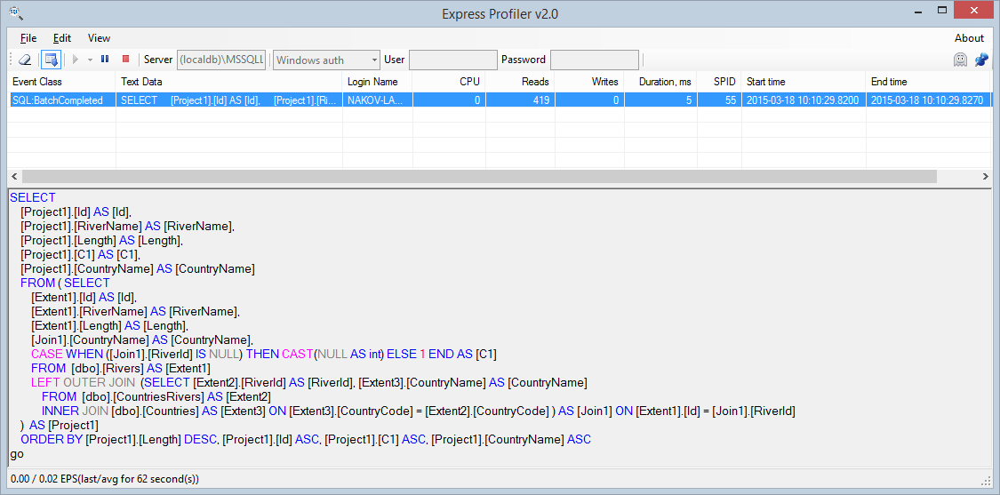 Express Profiler v2.0
File Edit View About
Server (localdb)\MSSQLL Windows auth User Password
Event Class Text Data Login Name CPU Reads Writes Duration, ms SPID Start time End time
SQL:BatchCompleted SELECT [Project1].[Id] AS [Id], [Project1].[Ri... NAKOV-LA... 0 419 0 5 55 2015-03-18 10:10:29.8200 2015-03-18 10:10:29.8270
SELECT
[Project1].[Id] AS [Id],
[Project1].[RiverName] AS [RiverName],
[Project1].[Length] AS [Length],
[Project1].[C1] AS [C1],
[Project1].[CountryName] AS [CountryName]
FROM ( SELECT
[Extent1].[Id] AS [Id],
[Extent1].[RiverName] AS [RiverName],
[Extent1].[Length] AS [Length],
[Join1].[CountryName] AS [CountryName],
CASE WHEN ([Join1].[RiverId] IS NULL) THEN CAST(NULL AS int) ELSE 1 END AS [C1]
FROM [dbo].[Rivers] AS [Extent1]
LEFT OUTER JOIN (SELECT [Extent2].[RiverId] AS [RiverId], [Extent3].[CountryName] AS [CountryName]
FROM [dbo].[CountriesRivers] AS [Extent2]
INNER JOIN [dbo].[Countries] AS [Extent3] ON [Extent3].[CountryCode] = [Extent2].[CountryCode] ) AS [Join1] ON [Extent1].[Id] = [Join1].[RiverId]
) AS [Project1]
ORDER BY [Project1].[Length] DESC, [Project1].[Id] ASC, [Project1].[C1] ASC, [Project1].[CountryName] ASC
go
0.00 / 0.02 EPS(last/avg for 62 second(s))